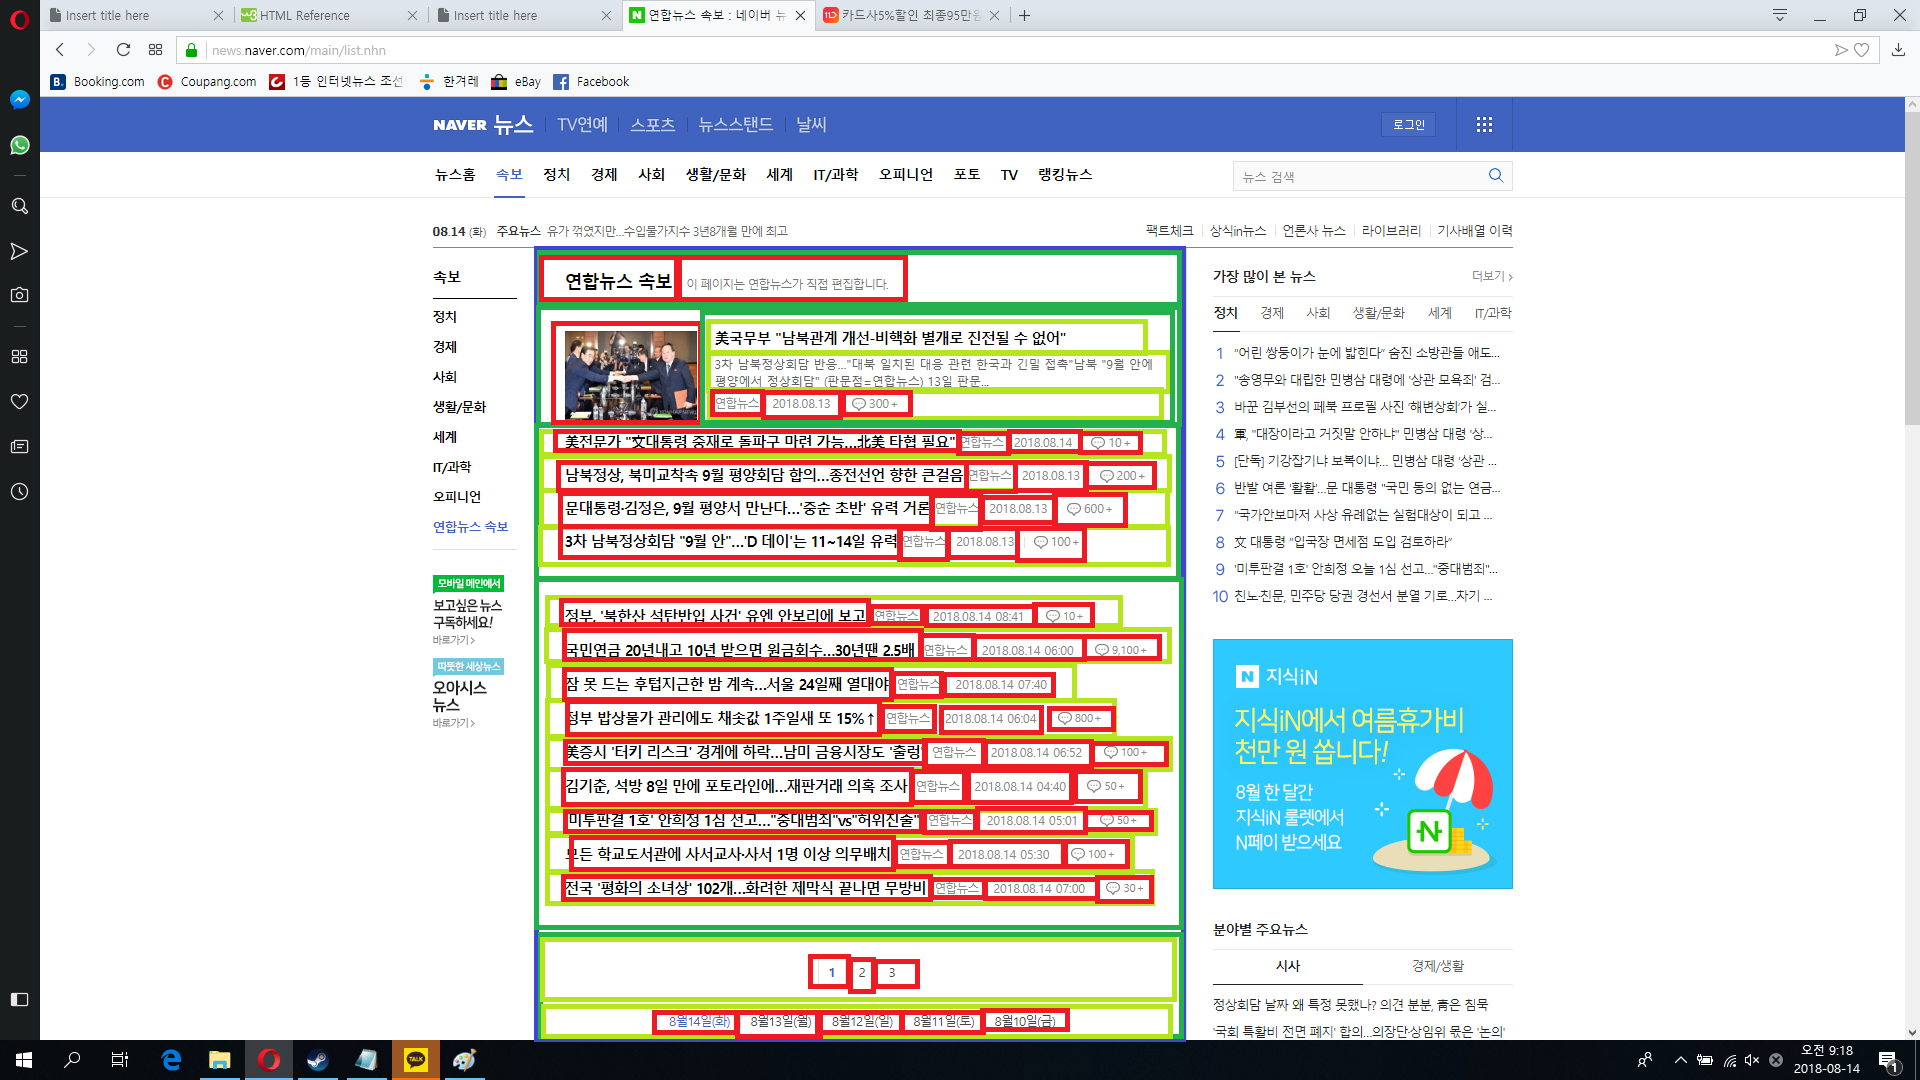 Insert title here
HTML Reference
Insert title here
연합뉴스 속보 : 네이버 뉴
카드사5%할인 최종95만원
news.naver.com/main/list.nhn
Booking.com
Coupang.com
1등 인터넷뉴스 조선
한겨레
eBay
Facebook
NAVER 뉴스 TV연예 스포츠 뉴스스탠드 날씨
로그인
뉴스홈 속보 정치 경제 사회 생활/문화 세계 IT/과학 오피니언 포토 TV 랭킹뉴스
뉴스 검색
08.14 (화) 주요뉴스 유가 꺾였지만...수입물가지수 3년8개월 만에 최고
팩트체크 상식in뉴스 언론사 뉴스 라이브러리 기사배열 이력
속보
정치
경제
사회
생활/문화
세계
IT/과학
오피니언
연합뉴스 속보
모바일 메인에서
보고싶은 뉴스
구독하세요!
바로가기 >
따뜻한 세상뉴스
오아시스
뉴스
바로가기 >
연합뉴스 속보 이 페이지는 연합뉴스가 직접 편집합니다.
美국무부 "남북관계 개선-비핵화 별개로 진전될 수 없어"
3차 남북정상회담 반응..."대북 일치된 대응 관련 한국과 긴밀 접촉"남북 "9월 안에
평양에서 정상회담" (판문점=연합뉴스) 13일 판문...
연합뉴스 2018.08.13 300+
美전문가 "文대통령 중재로 돌파구 마련 가능...北美 타협 필요" 연합뉴스 2018.08.14 10+
남북정상, 북미교착속 9월 평양회담 합의...종전선언 향한 큰걸음 연합뉴스 2018.08.13 200+
문대통령·김정은, 9월 평양서 만난다...'중순 초반' 유력 거론 연합뉴스 2018.08.13 600+
3차 남북정상회담 "9월 안"...'D 데이'는 11~14일 유력 연합뉴스 2018.08.13 100+
정부, '북한산 석탄반입 사건' 유엔 안보리에 보고 연합뉴스 2018.08.14 08:41 10+
국민연금 20년내고 10년 받으면 원금회수...30년땐 2.5배 연합뉴스 2018.08.14 06:00 9,100+
잠 못 드는 후텁지근한 밤 계속...서울 24일째 열대야 연합뉴스 2018.08.14 07:40
정부 밥상물가 관리에도 채솟값 1주일새 또 15%↑ 연합뉴스 2018.08.14 06:04 800+
美증시 '터키 리스크' 경계에 하락...남미 금융시장도 '출렁' 연합뉴스 2018.08.14 06:52 100+
김기춘, 석방 8일 만에 포토라인에...재판거래 의혹 조사 연합뉴스 2018.08.14 04:40 50+
'미투판결 1호' 안희정 1심 선고..."중대범죄"vs"허위진술" 연합뉴스 2018.08.14 05:01 50+
모든 학교도서관에 사서교사·사서 1명 이상 의무배치 연합뉴스 2018.08.14 05:30 100+
전국 '평화의 소녀상' 102개...화려한 제막식 끝나면 무방비 연합뉴스 2018.08.14 07:00 30+
1 2 3
8월14일(화) 8월13일(월) 8월12일(일) 8월11일(토) 8월10일(금)
가장 많이 본 뉴스 더보기 >
정치 경제 사회 생활/문화 세계 IT/과학
1 "어린 쌍둥이가 눈에 밟힌다" 숨진 소방관들 애도...
2 "송영무와 대립한 민병삼 대령에 '상관 모욕죄' 검...
3 바꾼 김부선의 페북 프로필 사진 '해변상회'가 실...
4 軍, "대장이라고 거짓말 안하냐" 민병삼 대령 '상...
5 [단독] 기강잡기냐 보복이냐... 민병삼 대령 '상관 ...
6 반발 여론 '활활'...문 대통령 "국민 동의 없는 연금...
7 "국가안보마저 사상 유례없는 실험대상이 되고 ...
8 文 대통령 "입국장 면세점 도입 검토하라"
9 '미투판결 1호' 안희정 오늘 1심 선고..."중대범죄"...
10 친노·친문, 민주당 당권 경선서 분열 기로...차기 ...
지식iN
지식iN에서 여름휴가비
천만 원 쏩니다!
8월 한 달간
지식iN 룰렛에서
N페이 받으세요
분야별 주요뉴스
시사 경제/생활
정상회담 날짜 왜 특정 못했나? 의견 분분, 靑은 침묵
'국회 특활비 전면 폐지' 합의...의장단·상임위 몫은 '논의'
TALK
오전 9:18
2018-08-14
1